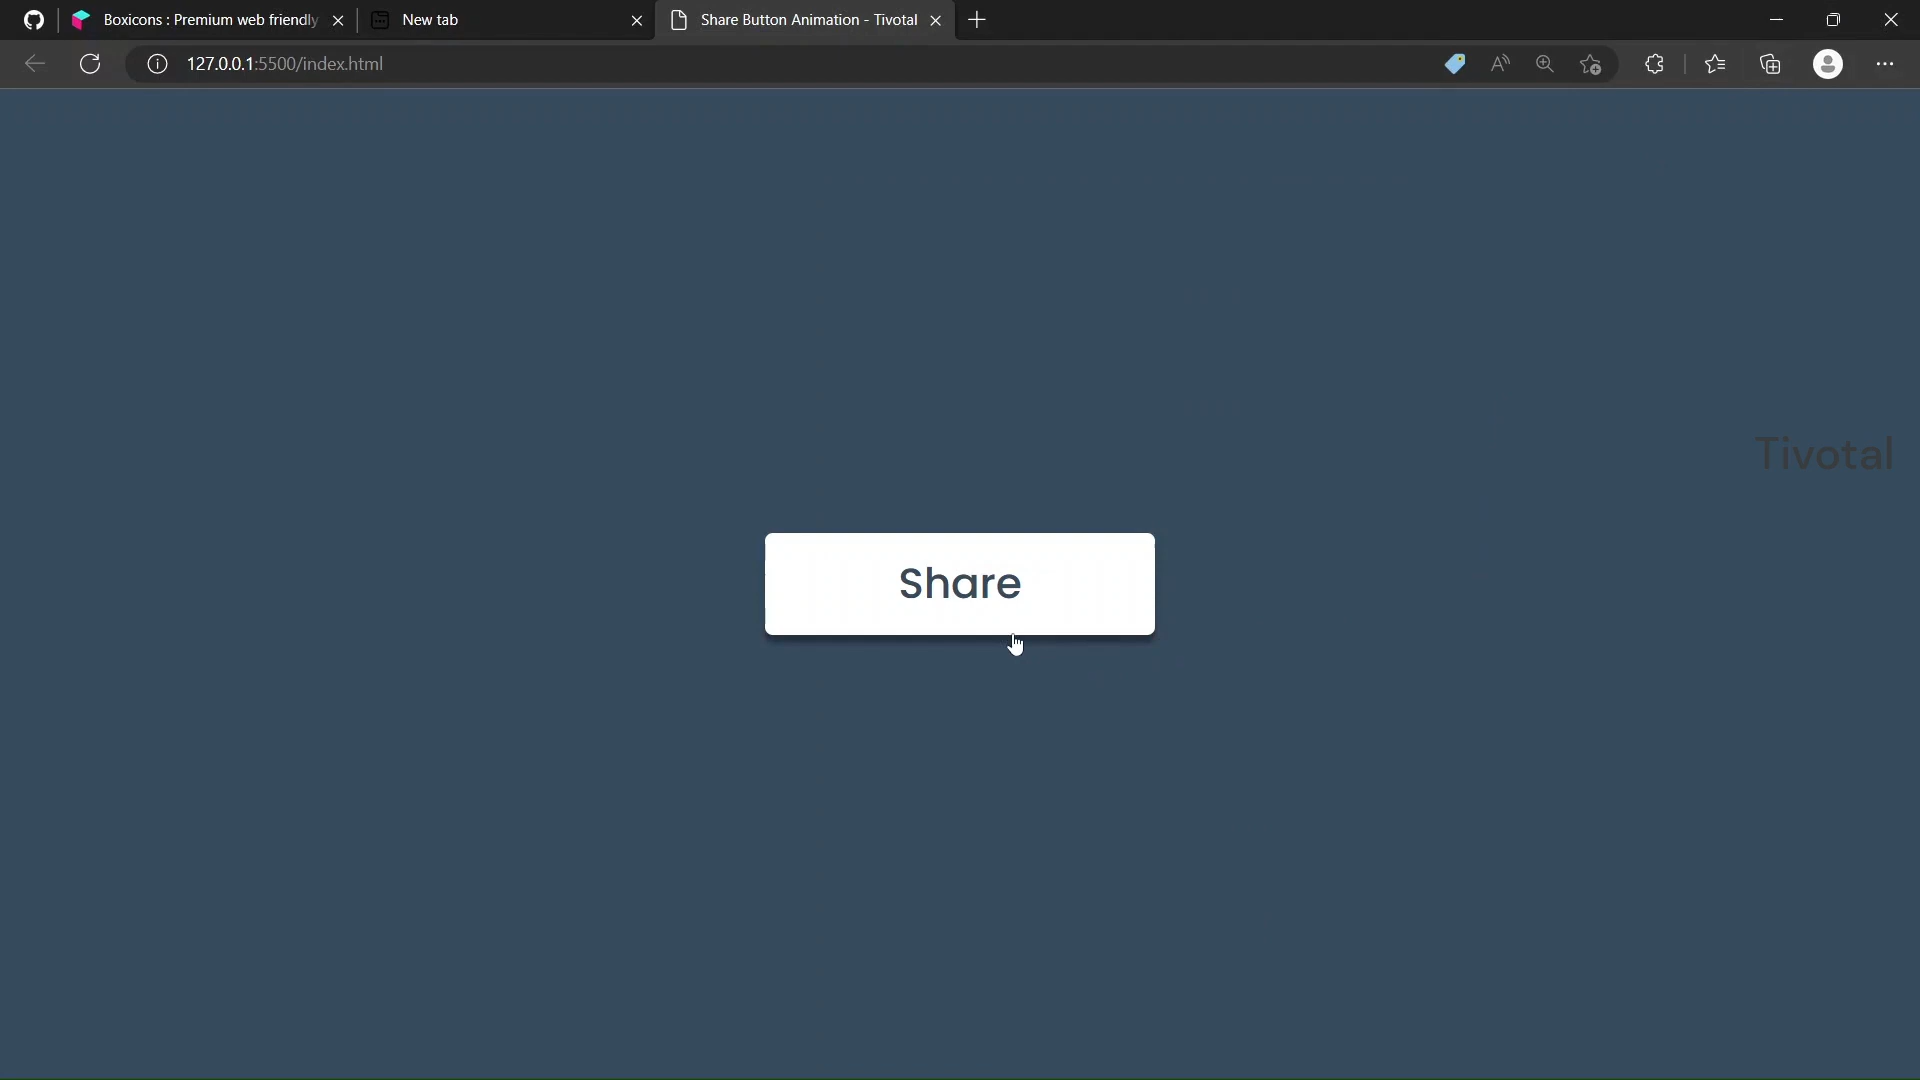 Boxicons : Premium web friendly
New tab
Share Button Animation - Tivotal
127.0.0.1:5500/index.html
Tivotal
Share